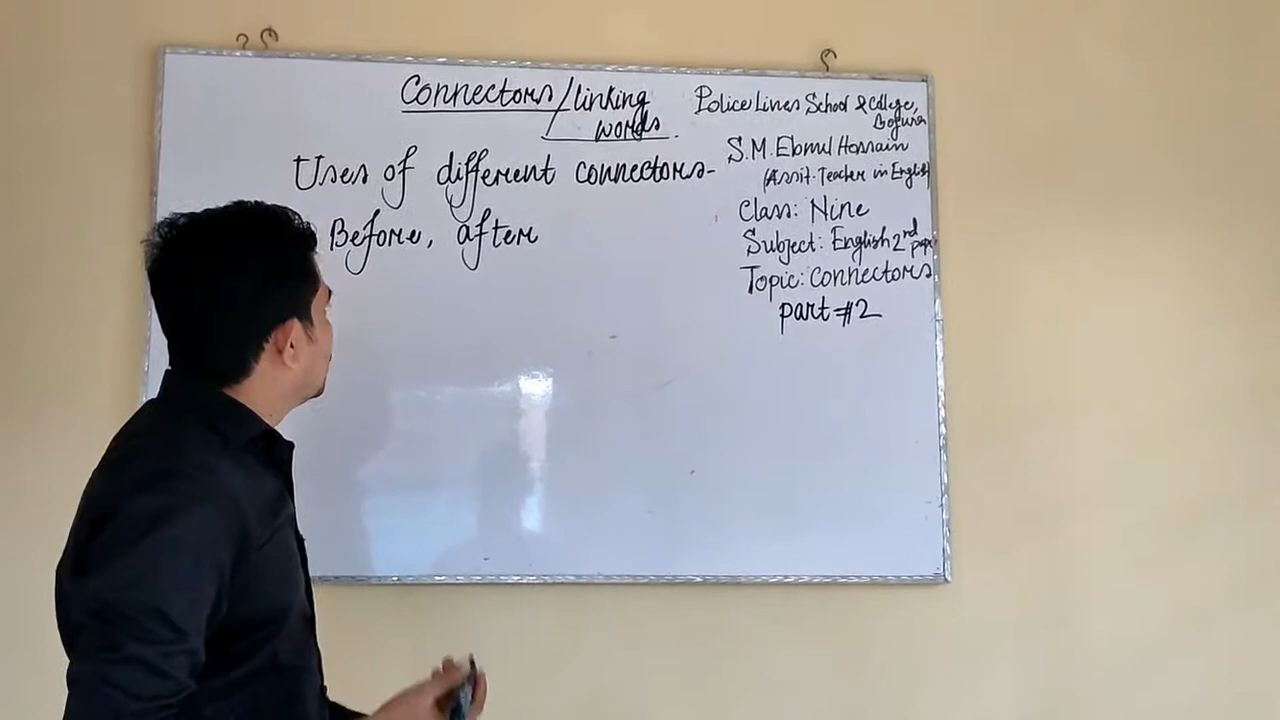 Connectors/linking
words.
Uses of different connectors-
Before, after
Police Lines School & College,
Bogura
S.M. Ebnul Hossain
(Assit. Teacher in English)
Class: Nine
Subject: English 2nd paper
Topic: Connectors
part #2